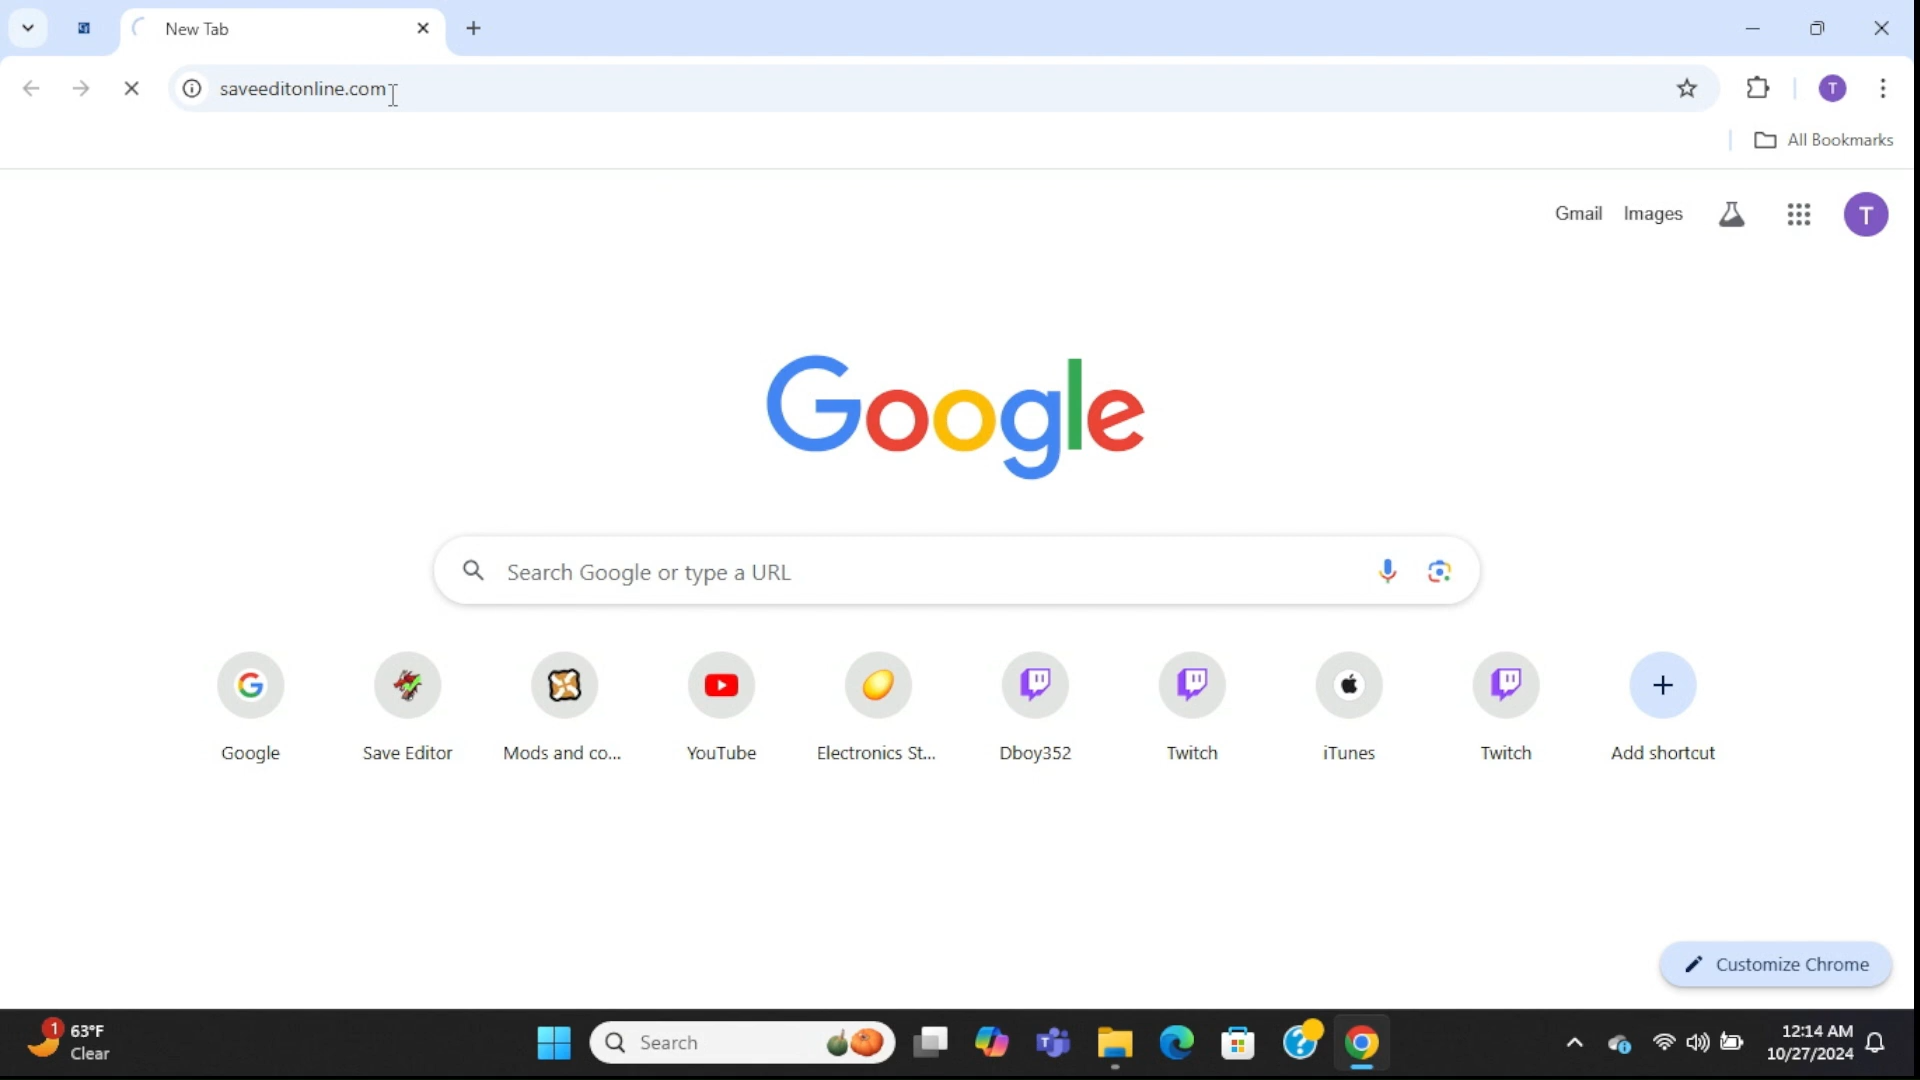 New Tab
saveeditonline.com
All Bookmarks
Gmail Images
T
T
Google
Search Google or type a URL
Google Save Editor Mods and co... YouTube Electronics St... Dboy352 Twitch iTunes Twitch Add shortcut
Customize Chrome
1
63°F
Clear
Search
12:14 AM
10/27/2024